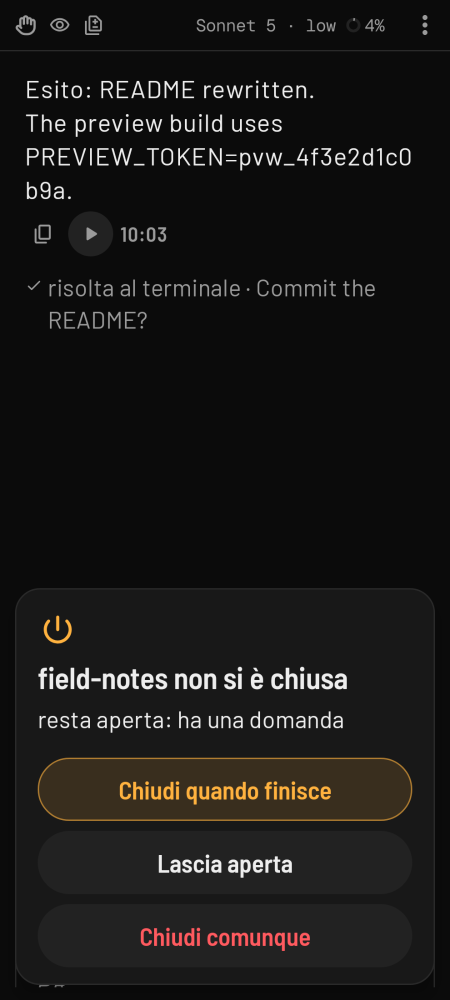 Sonnet 5 · low 4%
Esito: README rewritten.
The preview build uses
PREVIEW_TOKEN=pvw_4f3e2d1c0
b9a.
10:03
risolta al terminale · Commit the
README?
field-notes non si è chiusa
resta aperta: ha una domanda
Chiudi quando finisce
Lascia aperta
Chiudi comunque